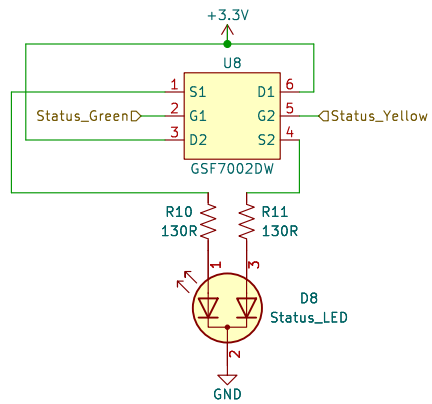 +3.3V
U8
1 S1 D1 6
Status_Green 2 G1 G2 5 Status_Yellow
3 D2 S2 4
GSF7002DW
R10 R11
130R 130R
1 3
D8
Status_LED
2
GND